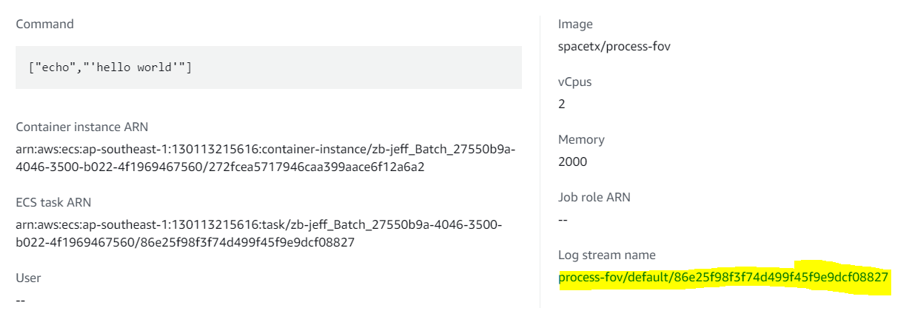 Command
["echo","'hello world'"]
Container instance ARN
arn:aws:ecs:ap-southeast-1:130113215616:container-instance/zb-jeff_Batch_27550b9a-
4046-3500-b022-4f1969467560/272fcea5717946caa399aace6f12a6a2
ECS task ARN
arn:aws:ecs:ap-southeast-1:130113215616:task/zb-jeff_Batch_27550b9a-4046-3500-
b022-4f1969467560/86e25f98f3f74d499f45f9e9dcf08827
User
--
Image
spacetx/process-fov
vCpus
2
Memory
2000
Job role ARN
--
Log stream name
process-fov/default/86e25f98f3f74d499f45f9e9dcf08827